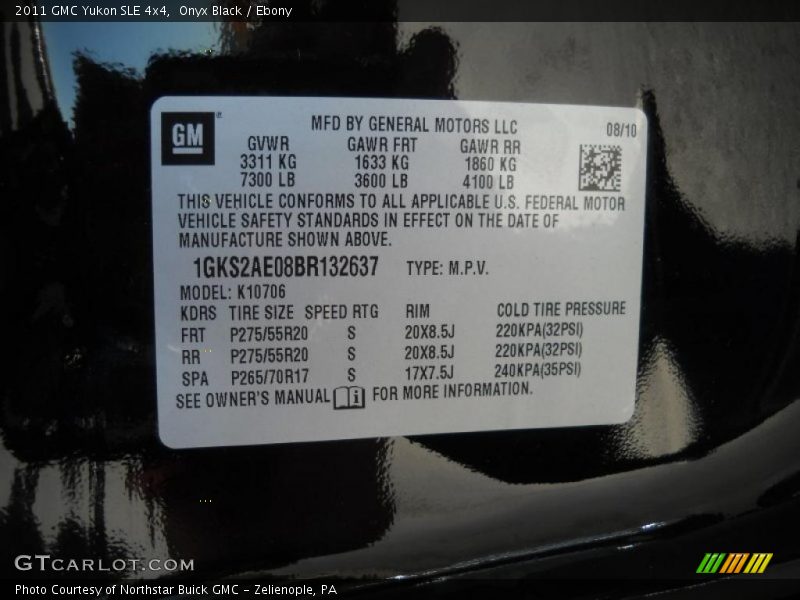 2011 GMC Yukon SLE 4x4, Onyx Black / Ebony
GM ®
MFD BY GENERAL MOTORS LLC 08/10
GVWR GAWR FRT GAWR RR
3311 KG 1633 KG 1860 KG
7300 LB 3600 LB 4100 LB
THIS VEHICLE CONFORMS TO ALL APPLICABLE U.S. FEDERAL MOTOR
VEHICLE SAFETY STANDARDS IN EFFECT ON THE DATE OF
MANUFACTURE SHOWN ABOVE.
1GKS2AE08BR132637 TYPE: M.P.V.
MODEL: K10706
KDRS TIRE SIZE SPEED RTG RIM COLD TIRE PRESSURE
FRT P275/55R20 S 20X8.5J 220KPA(32PSI)
RR P275/55R20 S 20X8.5J 220KPA(32PSI)
SPA P265/70R17 S 17X7.5J 240KPA(35PSI)
SEE OWNER'S MANUAL i FOR MORE INFORMATION.
GTCARLOT.COM
Photo Courtesy of Northstar Buick GMC - Zelienople, PA